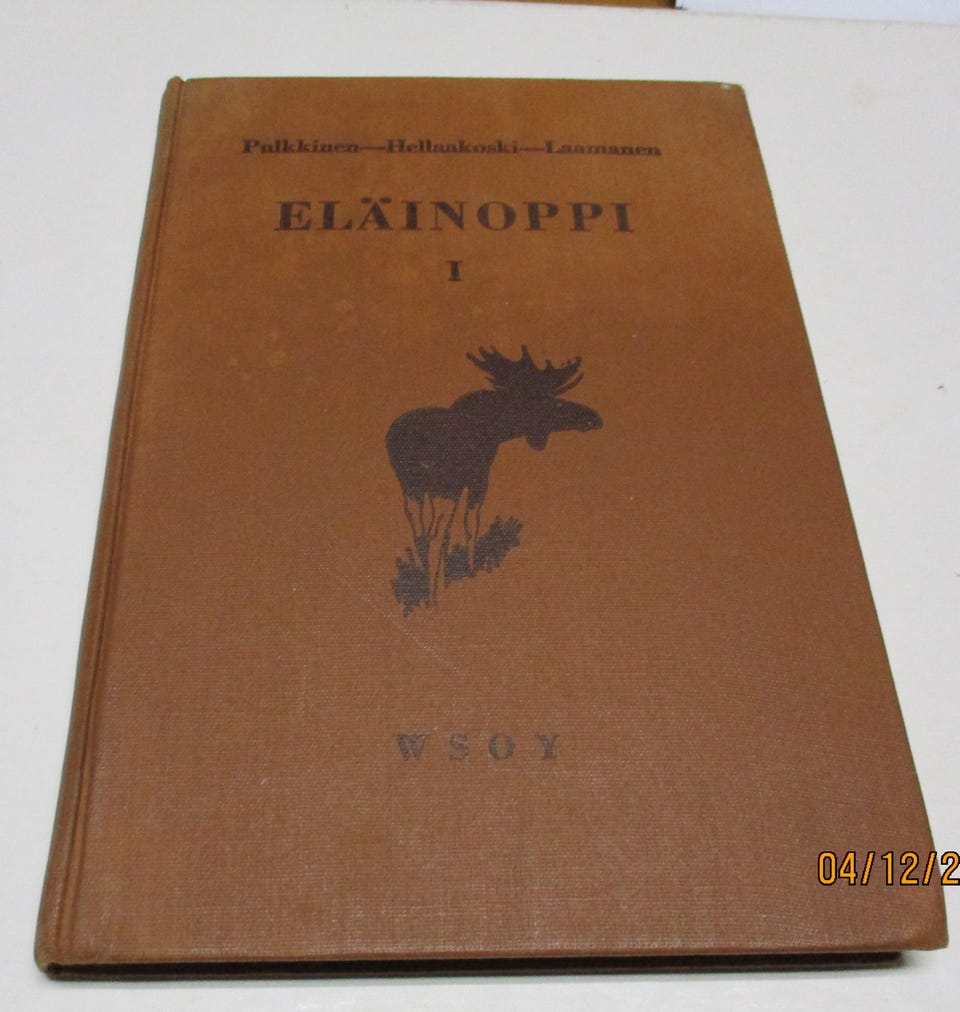 Pulkkinen—Hellaakoski—Laamanen
ELÄINOPPI
I
WSOY
04/12/2